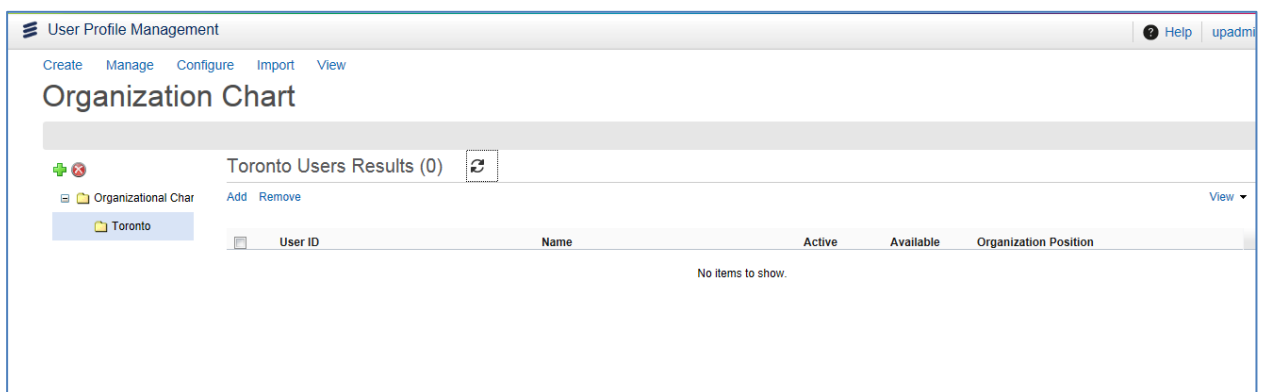 User Profile Management
Help upadmi
Create Manage Configure Import View
Organization Chart
Toronto Users Results (0)
Organizational Char
Add Remove
View
Toronto
User ID Name Active Available Organization Position
No items to show.